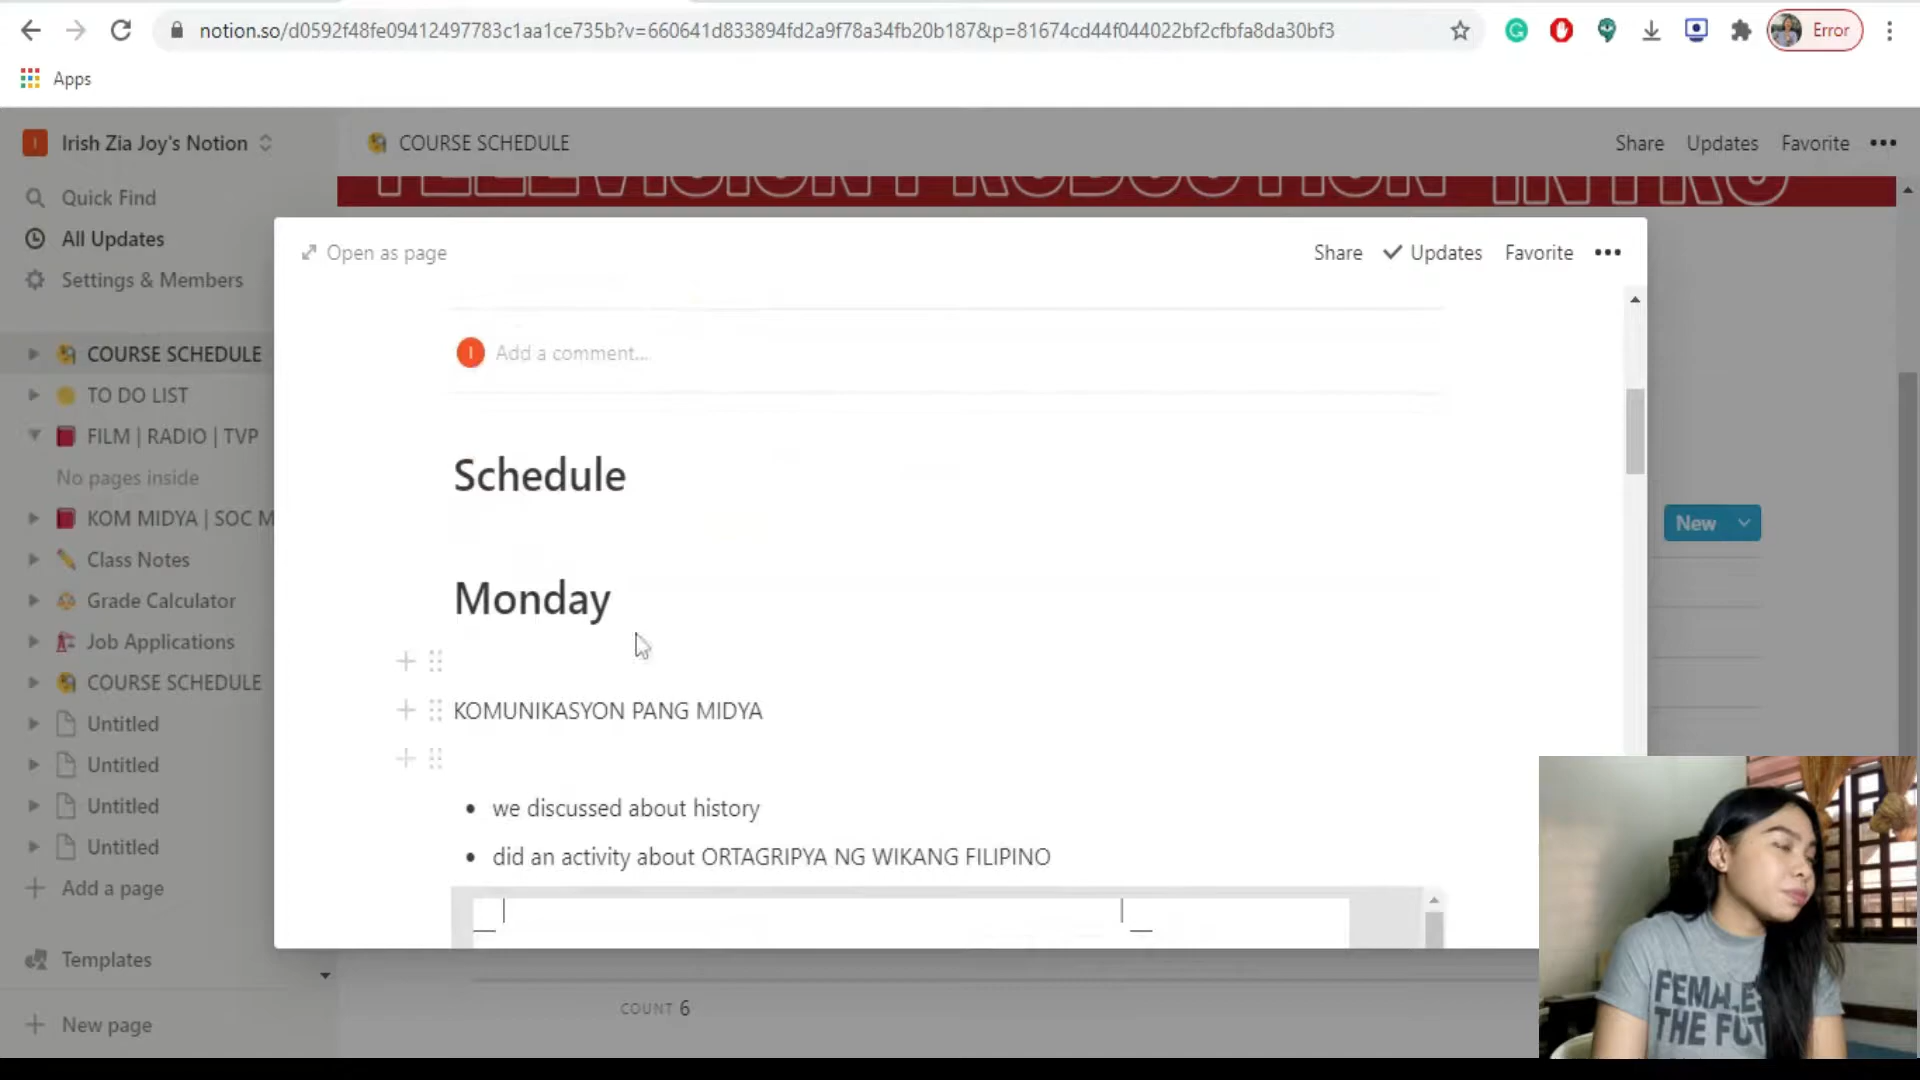 notion.so/d0592f48fe09412497783c1aa1ce735b?v=660641d833894fd2a9f78a34fb20b187&p=81674cd44f044022bf2cfbfa8da30bf3
Error
Apps
Irish Zia Joy's Notion
COURSE SCHEDULE
Share Updates Favorite
TELEVISION PRODUCTION INTRO
Quick Find
All Updates
Settings & Members
COURSE SCHEDULE
TO DO LIST
FILM | RADIO | TVP
No pages inside
KOM MIDYA | SOC M
Class Notes
Grade Calculator
Job Applications
COURSE SCHEDULE
Untitled
Untitled
Untitled
Untitled
Add a page
Templates
New page
Open as page
Share Updates Favorite
Add a comment...
Schedule
Monday
KOMUNIKASYON PANG MIDYA
we discussed about history
did an activity about ORTAGRIPYA NG WIKANG FILIPINO
New
COUNT 6
THE FUT